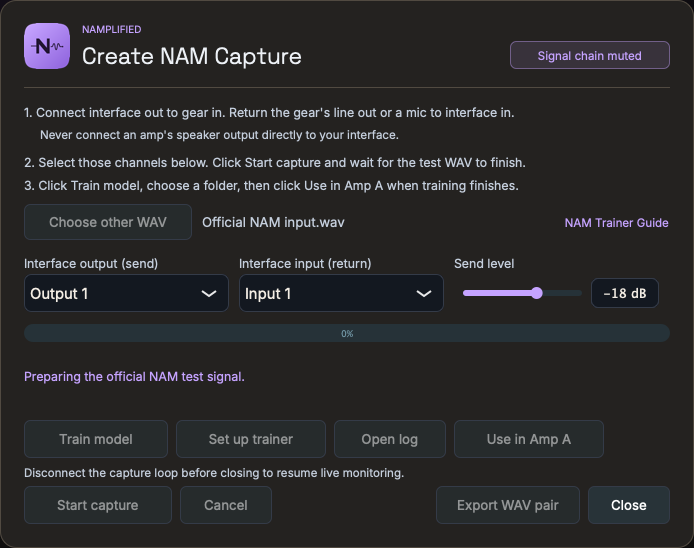 N
NAMPLIFIED
Create NAM Capture
Signal chain muted
1. Connect interface out to gear in. Return the gear's line out or a mic to interface in.
Never connect an amp's speaker output directly to your interface.
2. Select those channels below. Click Start capture and wait for the test WAV to finish.
3. Click Train model, choose a folder, then click Use in Amp A when training finishes.
Choose other WAV
Official NAM input.wav
NAM Trainer Guide
Interface output (send)
Interface input (return)
Send level
Output 1
Input 1
-18 dB
0%
Preparing the official NAM test signal.
Train model
Set up trainer
Open log
Use in Amp A
Disconnect the capture loop before closing to resume live monitoring.
Start capture
Cancel
Export WAV pair
Close